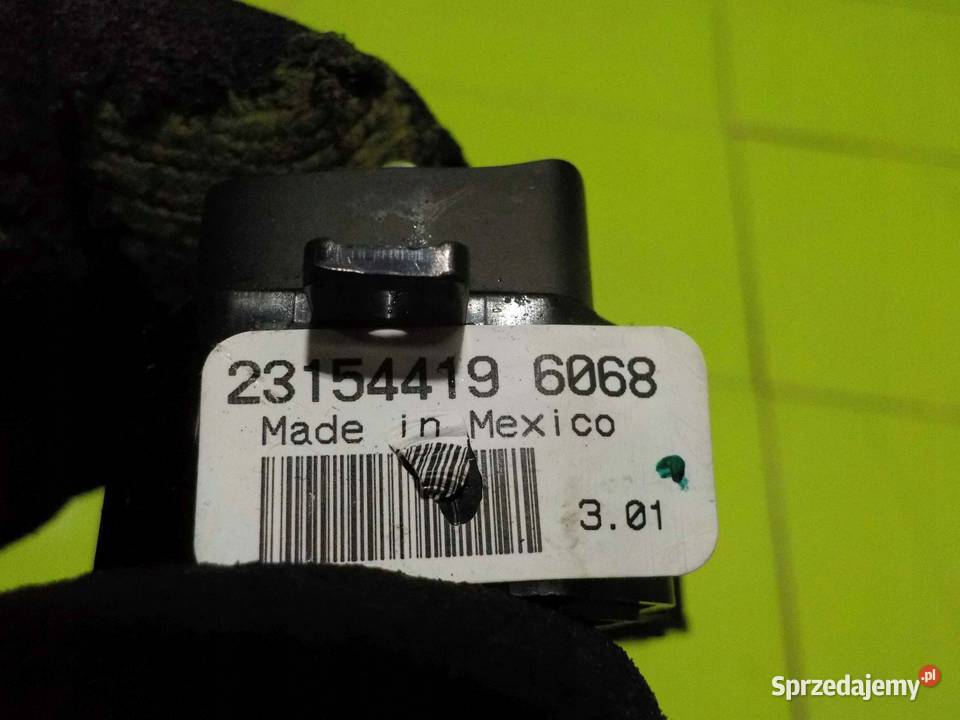 23154419 6068
Made in Mexico
3.01
Sprzedajemy.pl